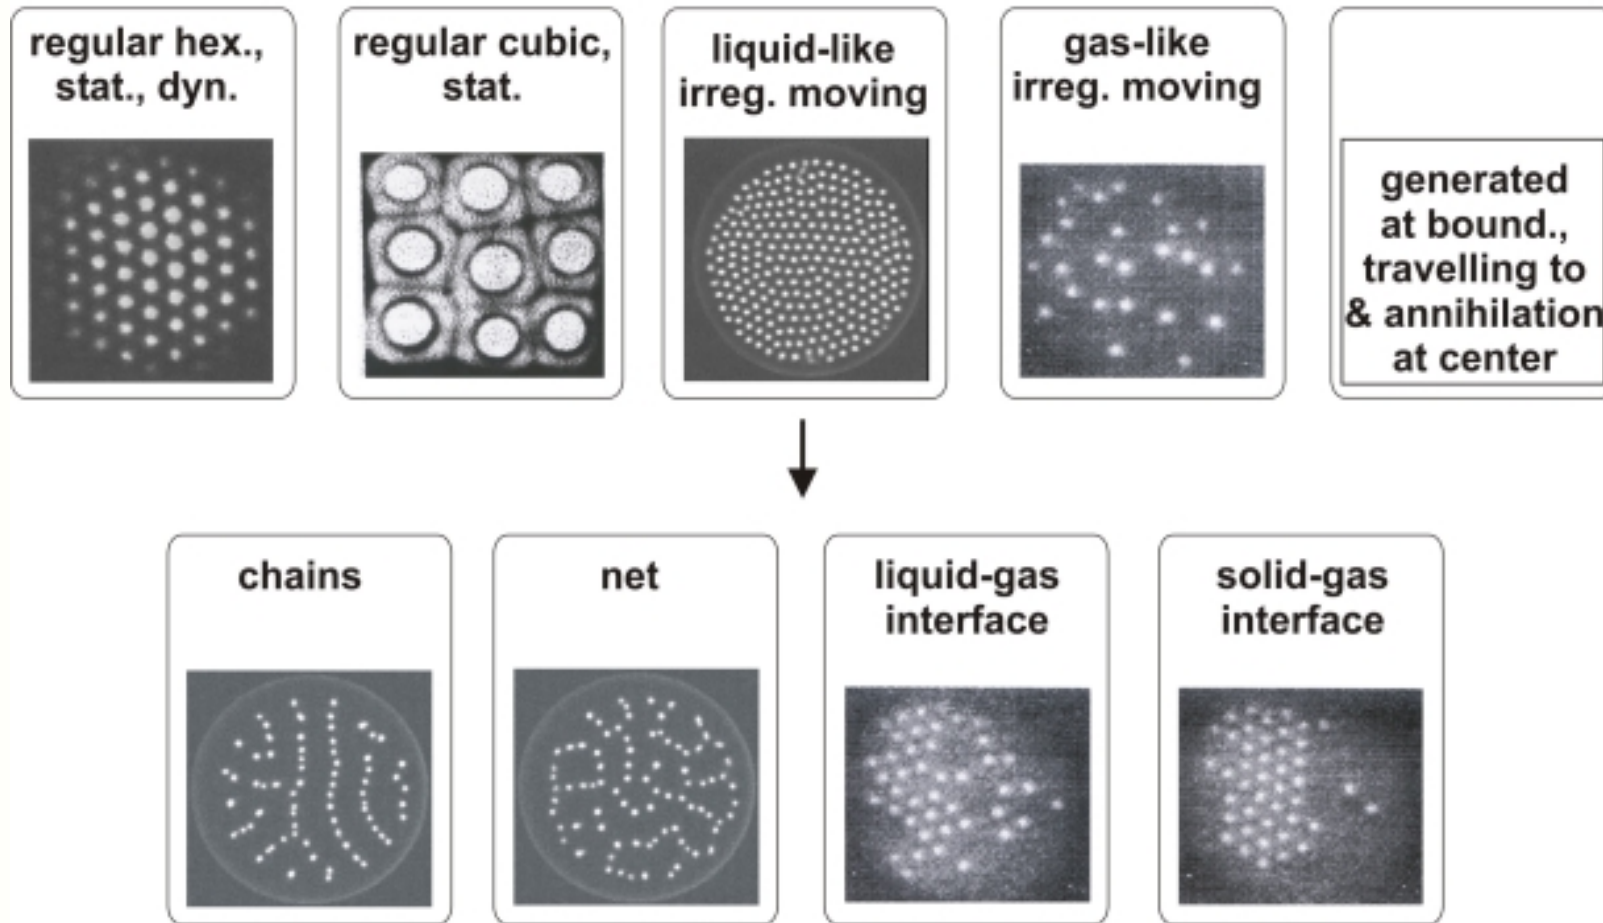 regular hex.,
stat., dyn.
regular cubic,
stat.
liquid-like
irreg. moving
gas-like
irreg. moving
generated
at bound.,
travelling to
& annihilation
at center
chains
net
liquid-gas
interface
solid-gas
interface